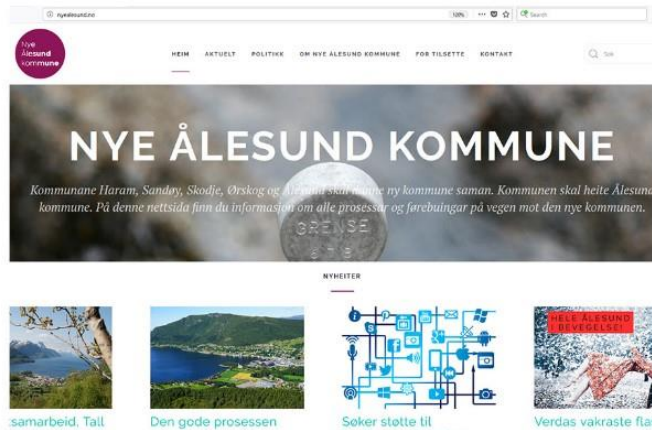 nyealesund.no
120%
Search
Nye
Ålesund
kommune
HEIM
AKTUELT
POLITIKK
OM NYE ÅLESUND KOMMUNE
FOR TILSETTE
KONTAKT
Søk
NYE ÅLESUND KOMMUNE
Kommunane Haram, Sandøy, Skodje, Ørskog og Ålesund skal danne ny kommune saman. Kommunen skal heite Ålesund
kommune. På denne nettsida finn du informasjon om alle prosessar og førebuingar på vegen mot den nye kommunen.
GRENSE
678
NYHEITER
HELE ÅLESUND
I BEVEGELSE!
samarbeid. Tall
Den gode prosessen
Søker støtte til
Verdas vakraste